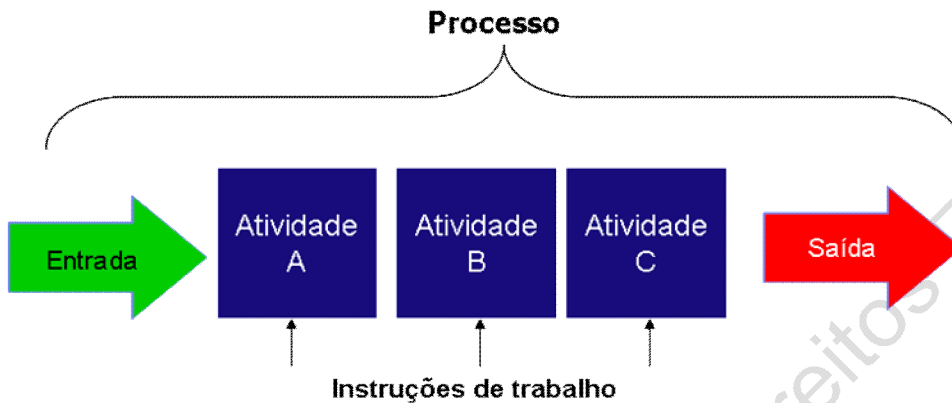 Processo
Entrada
Atividade
A
Atividade
B
Atividade
C
Saída
Instruções de trabalho